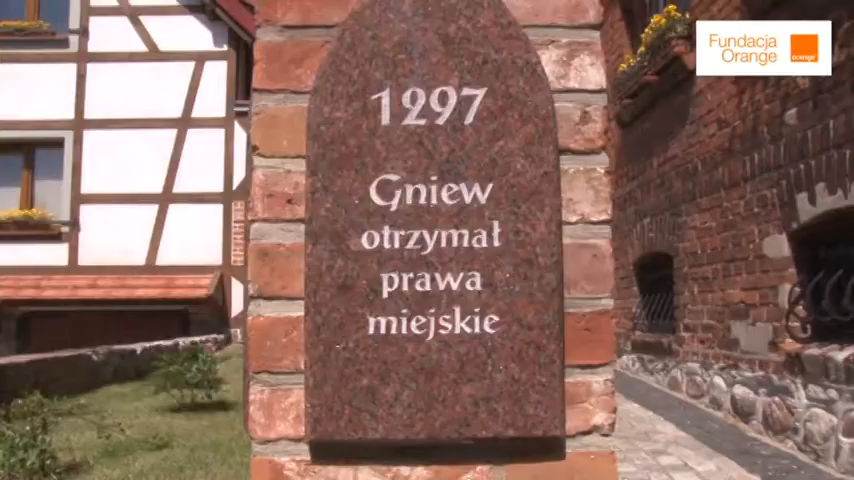 1297
Gniew
otrzymał
prawa
miejskie
Fundacja
Orange
orange